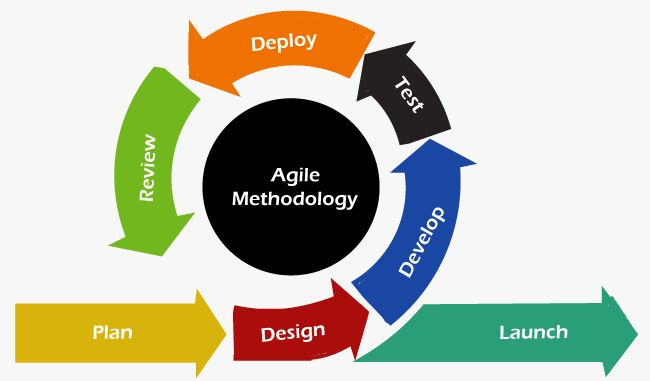 Deploy
Test
Review
Agile
Methodology
Develop
Plan
Design
Launch